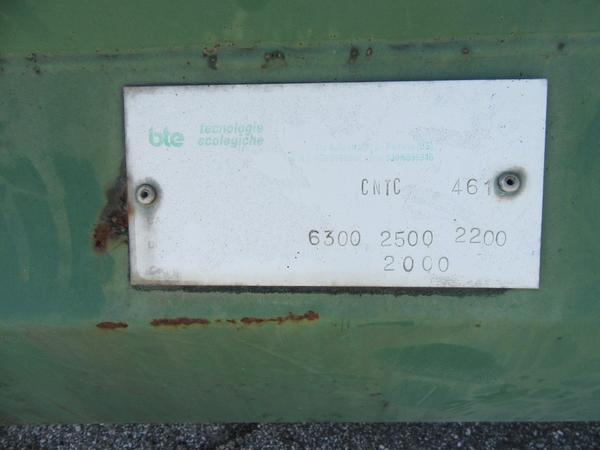 bte tecnologie
ecologiche
CNTC 461
6300 2500 2200
2000